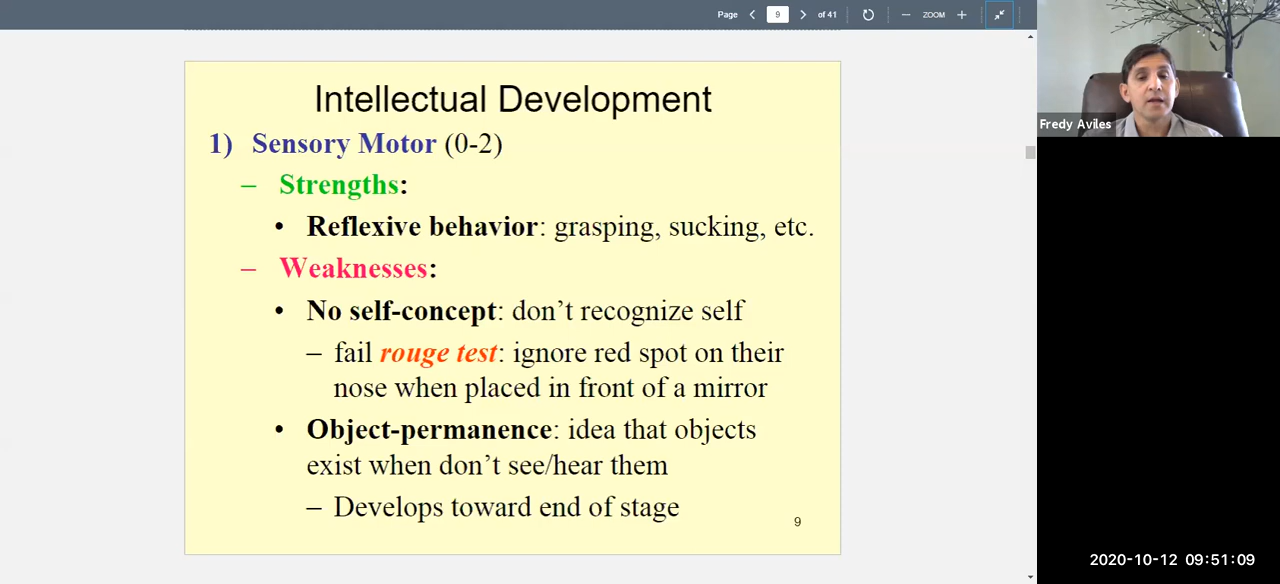 Page 9 of 41 ZOOM
Intellectual Development
1) Sensory Motor (0-2)
– Strengths:
• Reflexive behavior: grasping, sucking, etc.
– Weaknesses:
• No self-concept: don’t recognize self
– fail rouge test: ignore red spot on their
nose when placed in front of a mirror
• Object-permanence: idea that objects
exist when don’t see/hear them
– Develops toward end of stage
9
Fredy Aviles
2020-10-12 09:51:09